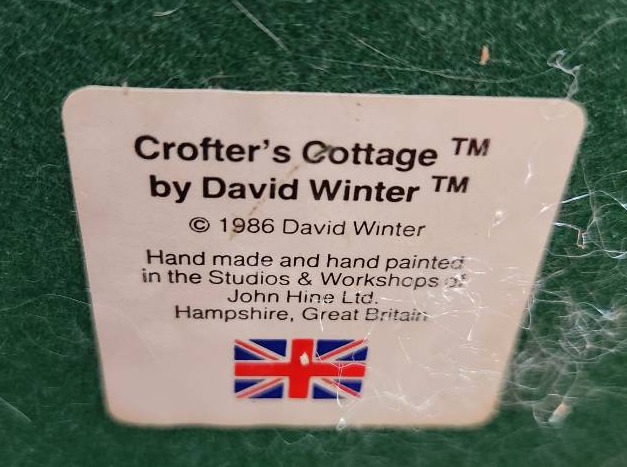 Crofter's Cottage ™
by David Winter ™
© 1986 David Winter
Hand made and hand painted
in the Studios & Workshops of
John Hine Ltd.
Hampshire, Great Britain